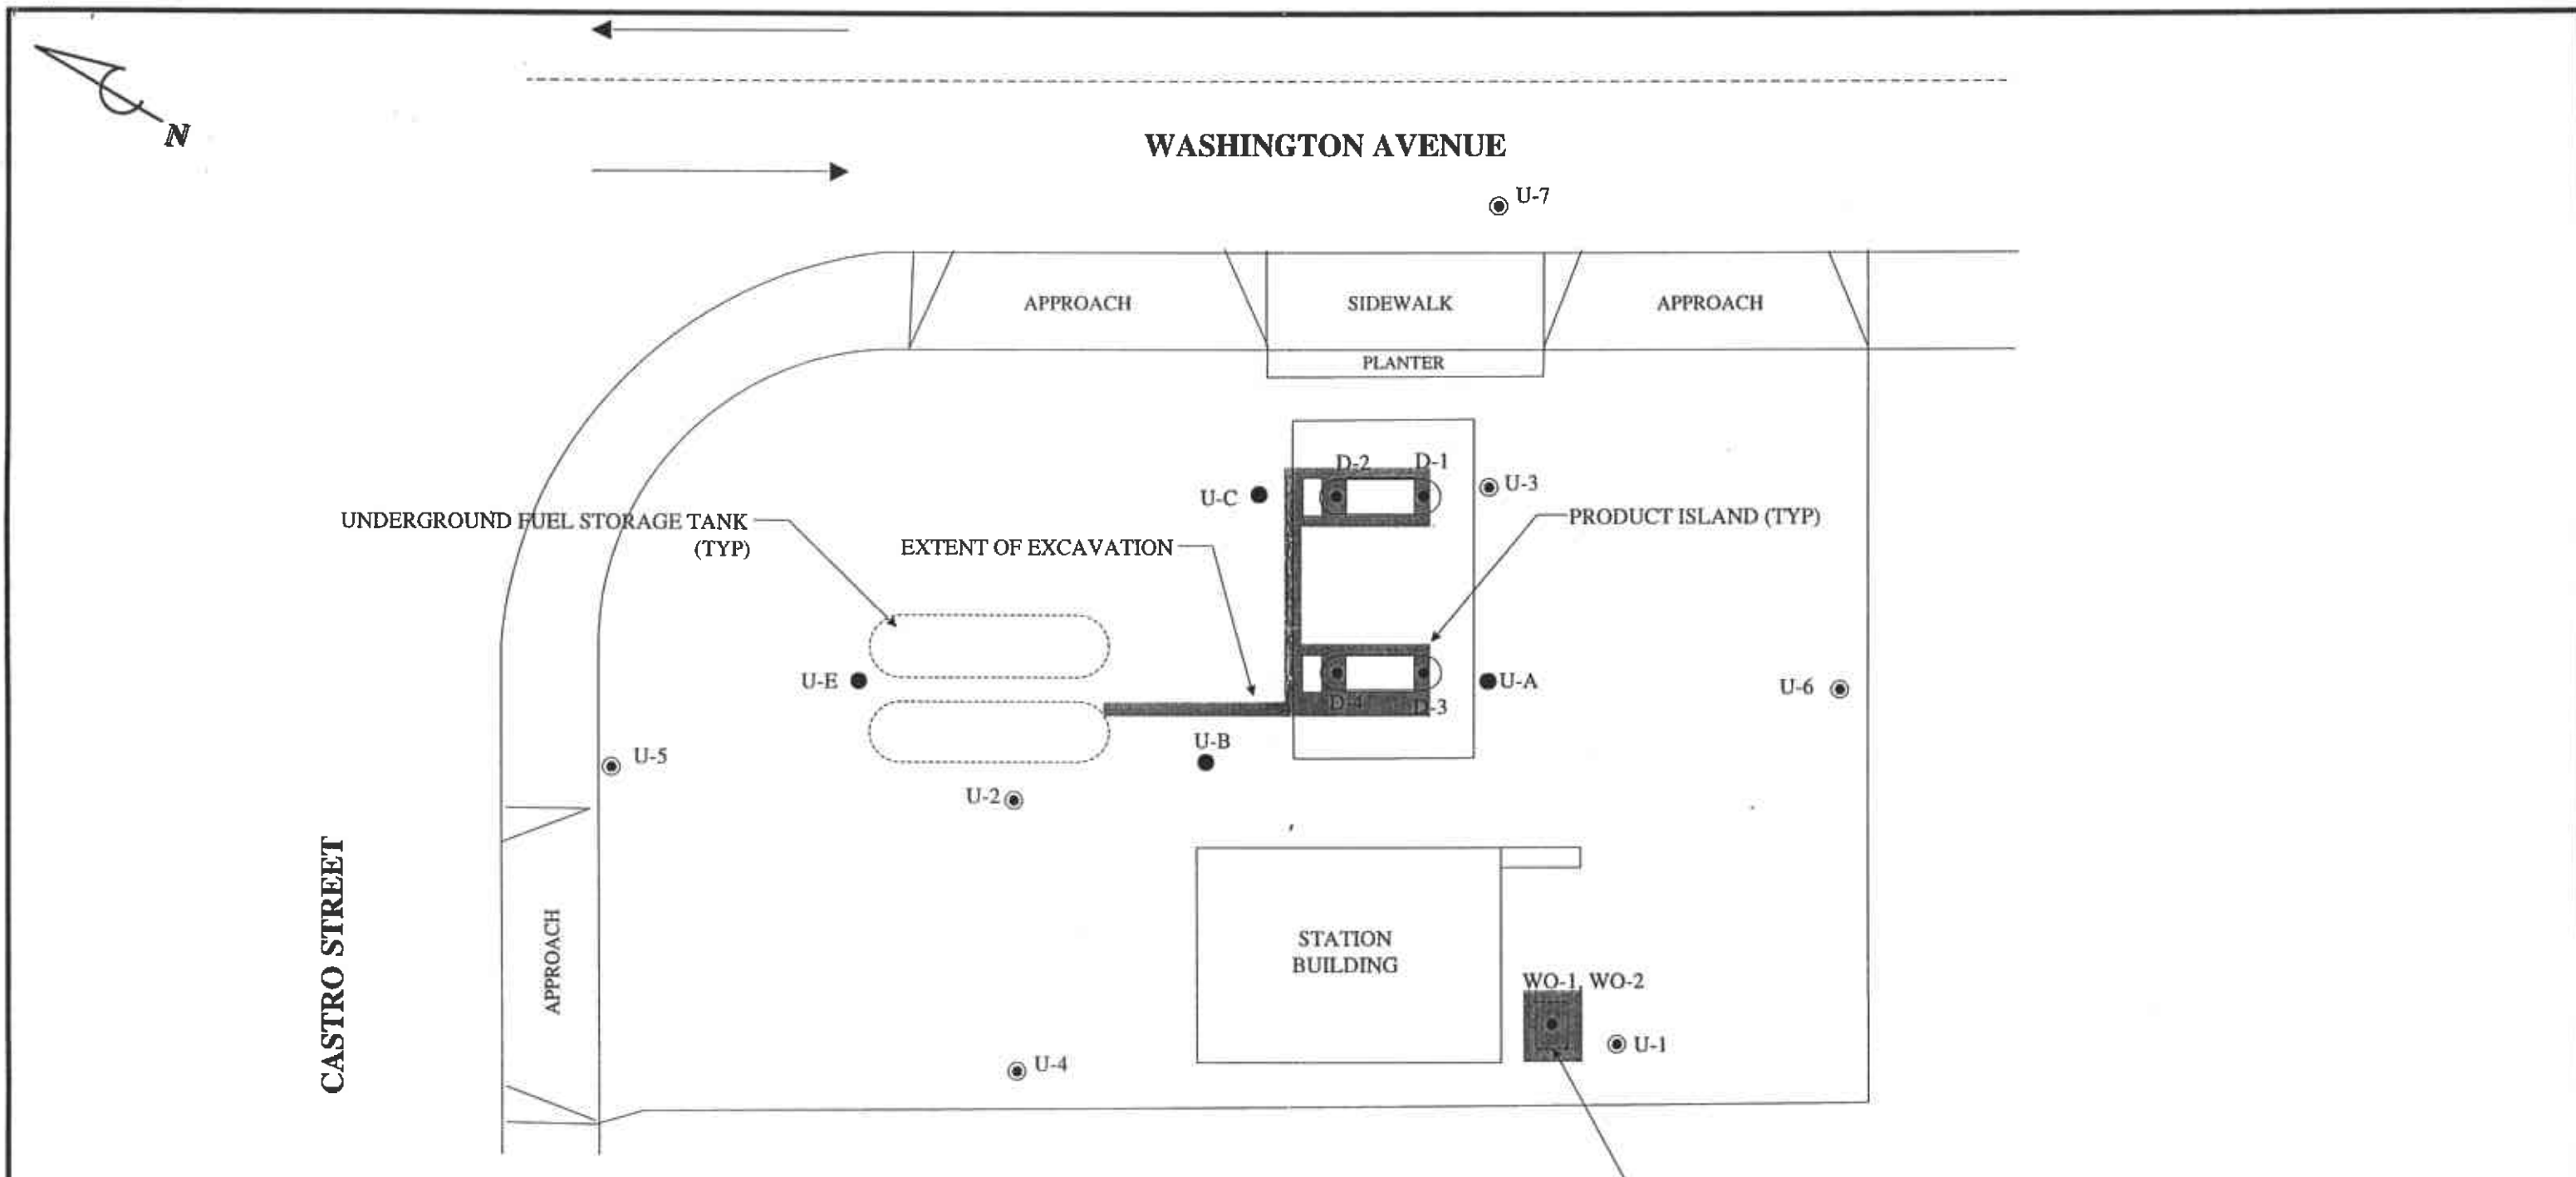 N
WASHINGTON AVENUE
U-7
APPROACH
SIDEWALK
APPROACH
PLANTER
D-2
D-1
U-C
U-3
UNDERGROUND FUEL STORAGE TANK
(TYP)
PRODUCT ISLAND (TYP)
EXTENT OF EXCAVATION
U-E
U-A
U-6
D-4
D-3
U-B
U-5
U-2
CASTRO STREET
APPROACH
STATION
BUILDING
WO-1, WO-2
U-1
U-4